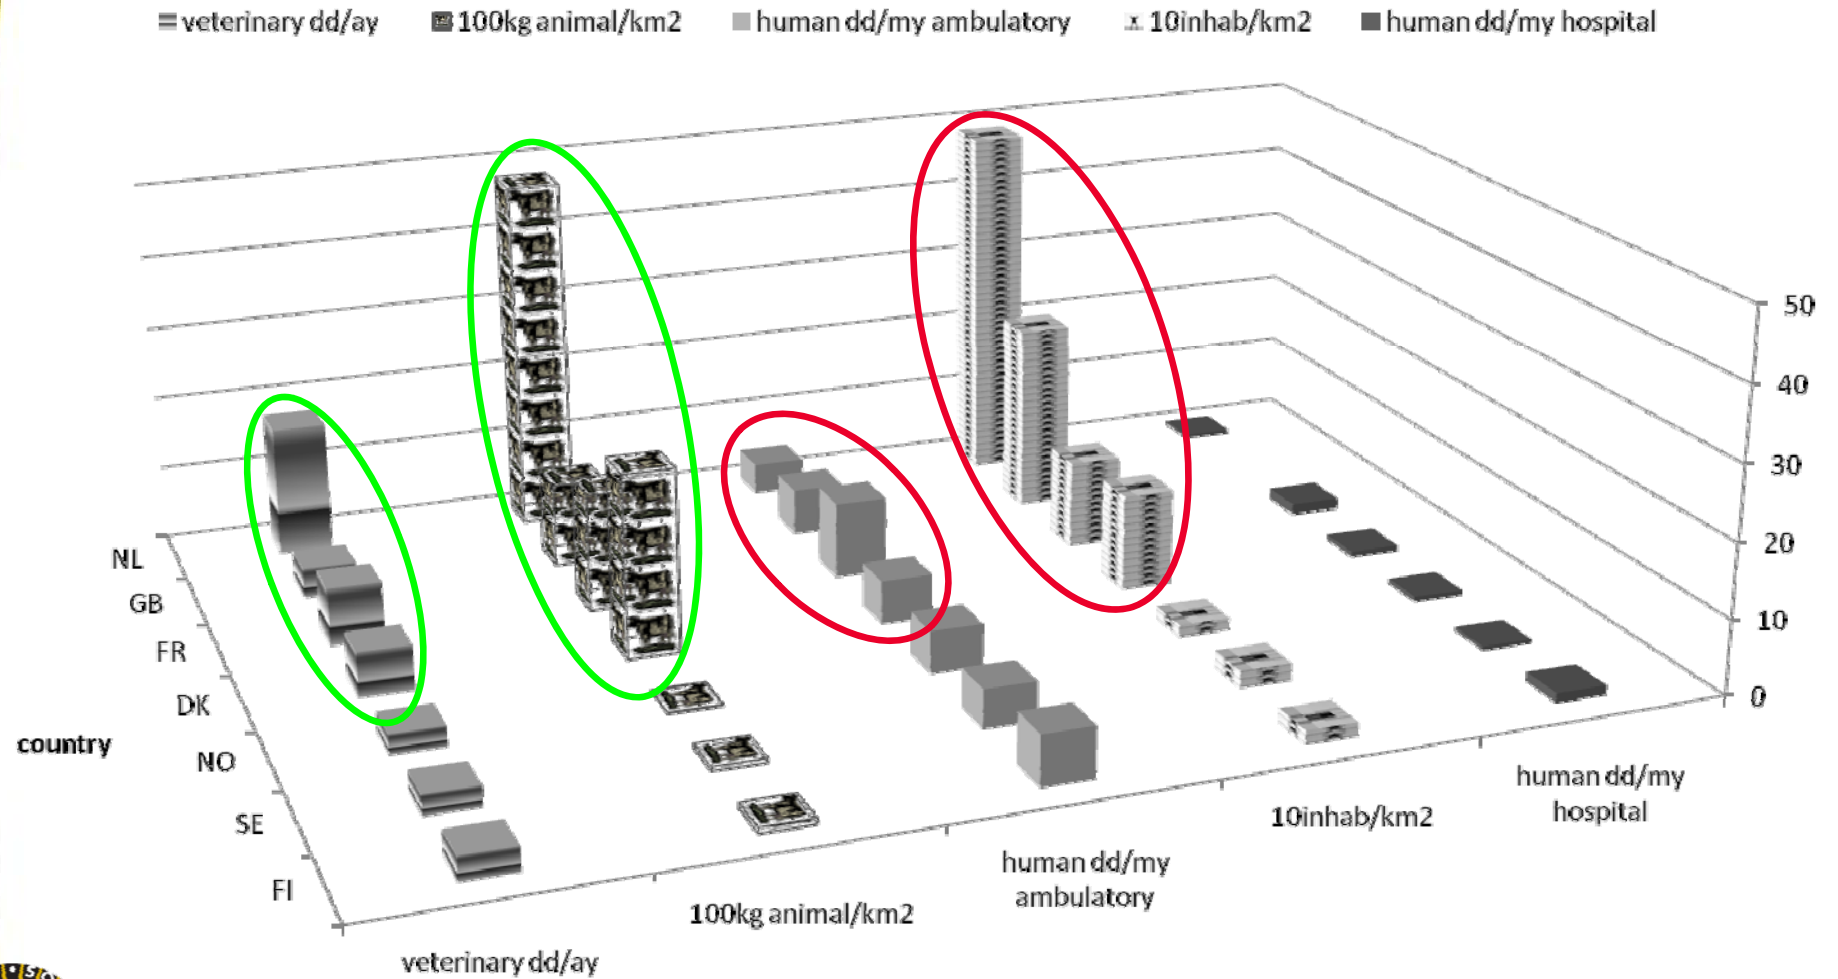 veterinary dd/ay 100kg animal/km2 human dd/my ambulatory 10inhab/km2 human dd/my hospital
50
40
30
20
10
0
NL
GB
FR
DK
NO
SE
FI
country
veterinary dd/ay
100kg animal/km2
human dd/my
ambulatory
10inhab/km2
human dd/my
hospital